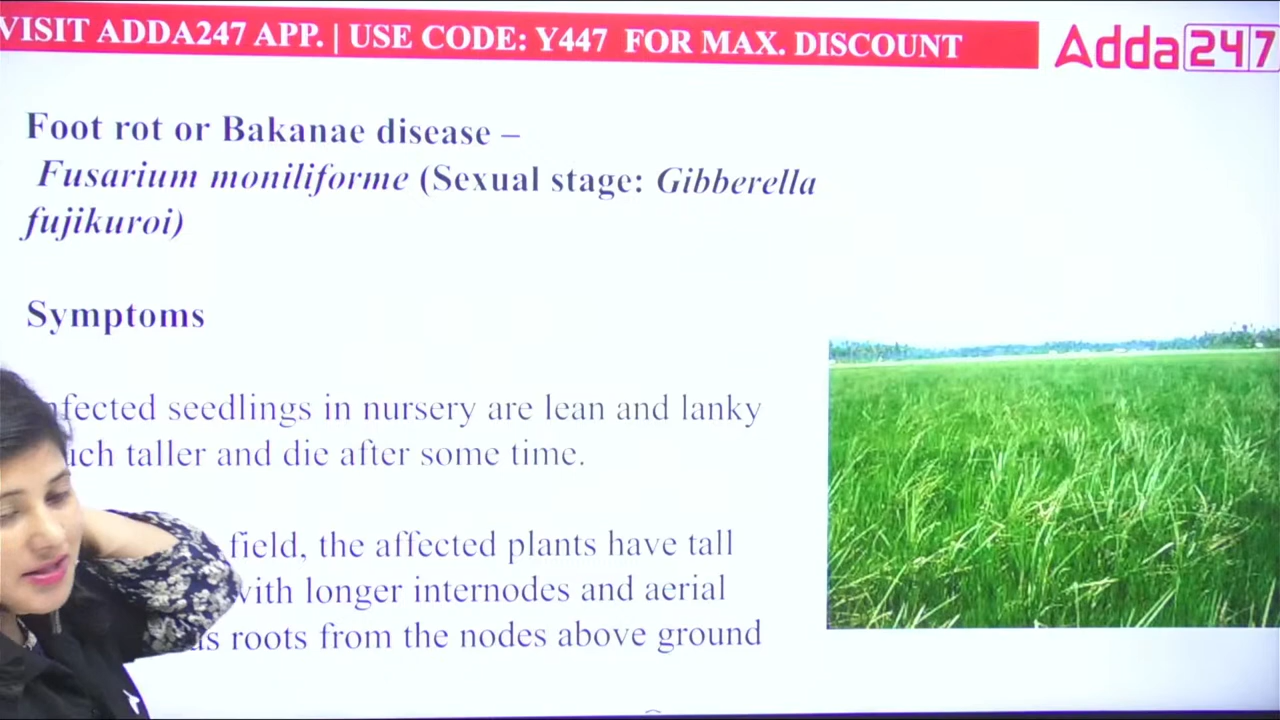 VISIT ADDA247 APP. | USE CODE: Y447 FOR MAX. DISCOUNT
Adda247
Foot rot or Bakanae disease –
Fusarium moniliforme (Sexual stage: Gibberella
fujikuroi)
Symptoms
seedlings in nursery are lean and lanky
taller and die after some time.
field, the affected plants have tall
with longer internodes and aerial
roots from the nodes above ground